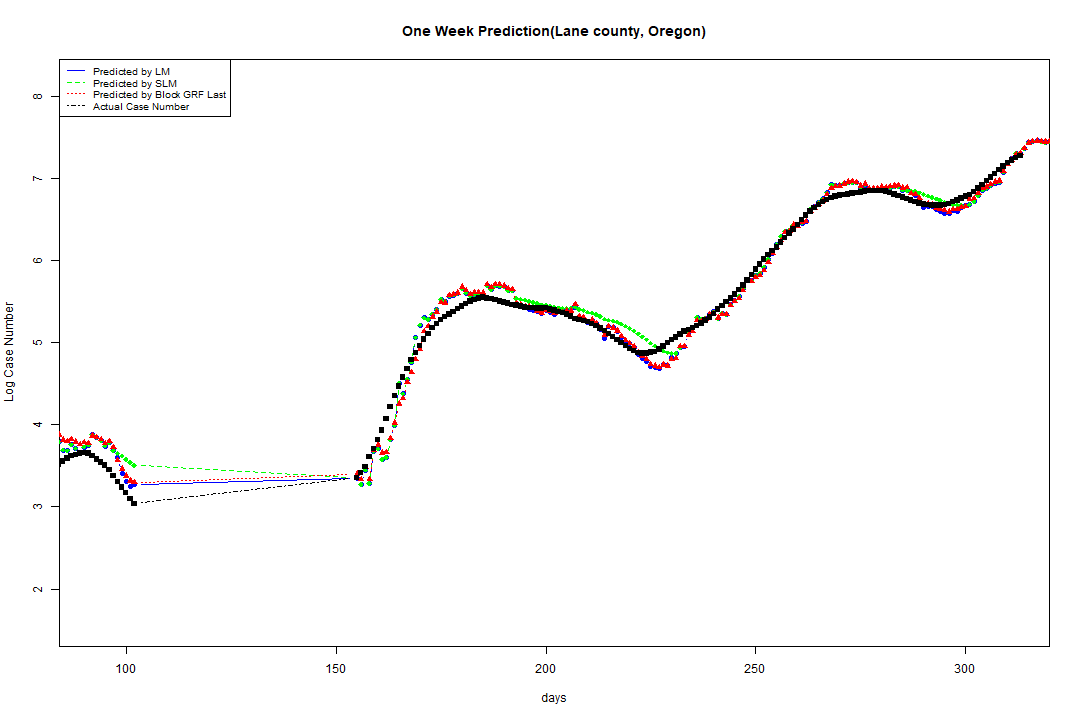 One Week Prediction(Lane county, Oregon)
Predicted by LM
Predicted by SLM
Predicted by Block GRF Last
Actual Case Number
Log Case Number
8
7
6
5
4
3
2
100 150 200 250 300
days